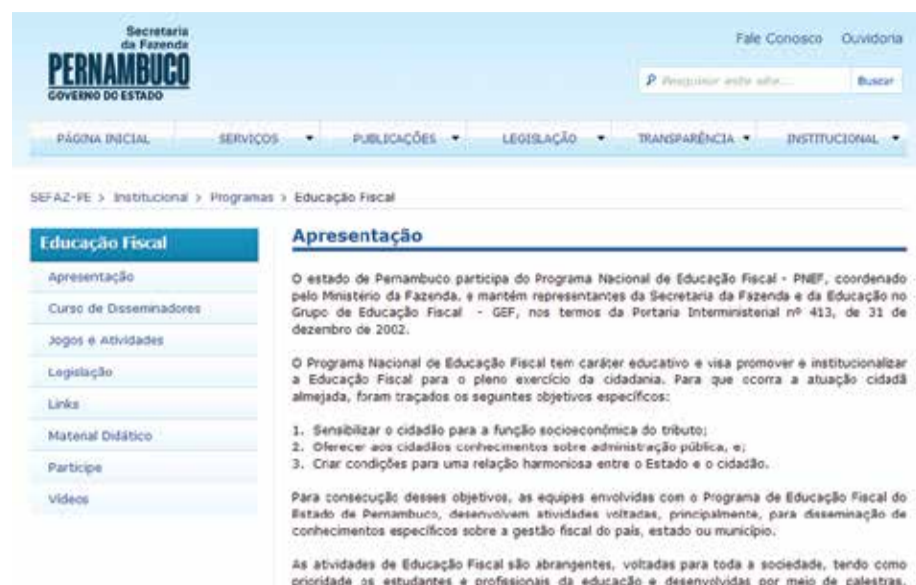 Secretaria
da Fazenda
PERNAMBUCO
GOVERNO DO ESTADO
Fale Conosco Ouvidoria
Pesquisar este site...
Buscar
PÁGINA INICIAL SERVIÇOS PUBLICAÇÕES LEGISLAÇÃO TRANSPARÊNCIA INSTITUCIONAL
SEFAZ-PE > Institucional > Programas > Educação Fiscal
Educação Fiscal
Apresentação
Curso de Disseminadores
Jogos e Atividades
Legislação
Links
Material Didático
Participe
Vídeos
Apresentação
O estado de Pernambuco participa do Programa Nacional de Educação Fiscal - PNEF, coordenado
pelo Ministério da Fazenda, e mantém representantes da Secretaria da Fazenda e da Educação no
Grupo de Educação Fiscal - GEF, nos termos da Portaria Interministerial nº 413, de 31 de
dezembro de 2002.
O Programa Nacional de Educação Fiscal tem caráter educativo e visa promover e institucionalizar
a Educação Fiscal para o pleno exercício da cidadania. Para que ocorra a atuação cidadã
almejada, foram traçados os seguintes objetivos específicos:
1. Sensibilizar o cidadão para a função socioeconômica do tributo;
2. Oferecer aos cidadãos conhecimentos sobre administração pública, e;
3. Criar condições para uma relação harmoniosa entre o Estado e o cidadão.
Para consecução desses objetivos, as equipes envolvidas com o Programa de Educação Fiscal do
Estado de Pernambuco, desenvolvem atividades voltadas, principalmente, para disseminação de
conhecimentos específicos sobre a gestão fiscal do país, estado ou município.
As atividades de Educação Fiscal são abrangentes, voltadas para toda a sociedade, tendo como
prioridade os estudantes e profissionais da educação e desenvolvidas por meio de palestras,